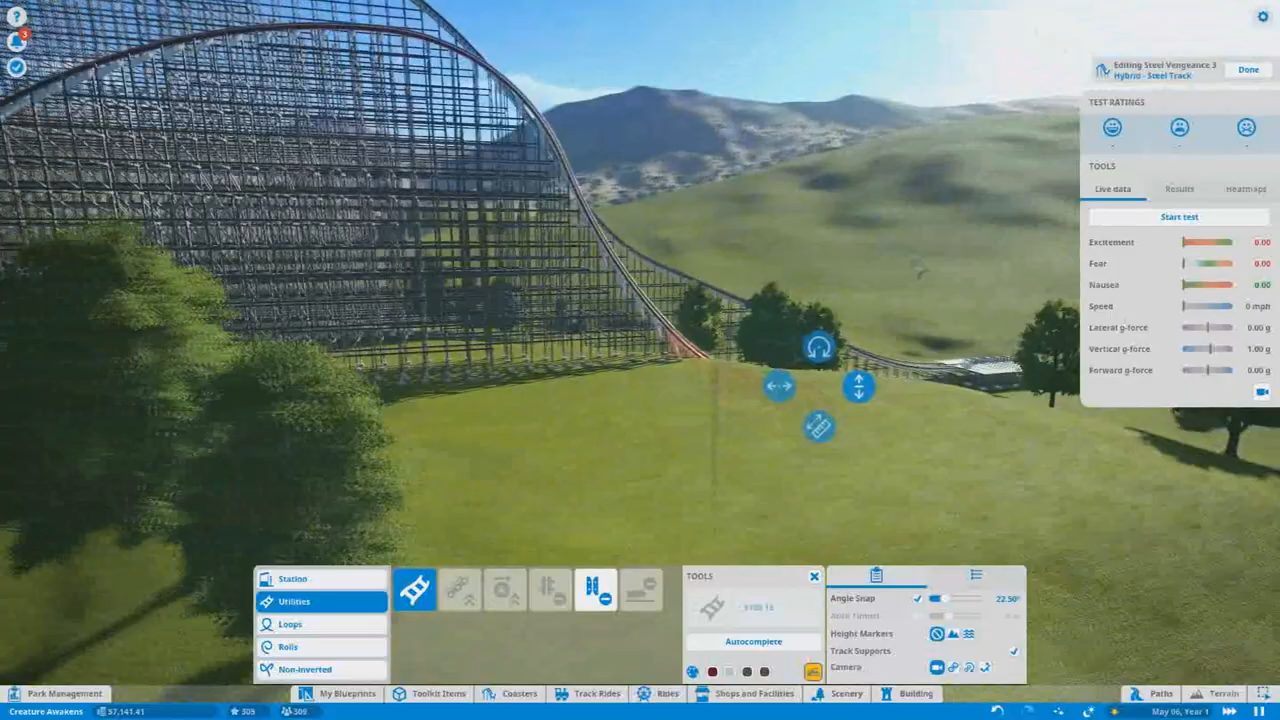 ?
3
Editing Steel Vengeance 3
Hybrid - Steel Track
Done
TEST RATINGS
- - -
TOOLS
Live data Results Heatmaps
Start test
Excitement 0.00
Fear 0.00
Nausea 0.00
Speed 0 mph
Lateral g-force 0.00 g
Vertical g-force 1.00 g
Forward g-force 0.00 g
Station
Utilities
Loops
Rolls
Non-inverted
TOOLS
Autocomplete
Angle Snap 22.50°
Height Markers
Track Supports
Camera
Park Management My Blueprints Toolkit Items Coasters Track Rides Rides Shops and Facilities Scenery Building Paths Terrain
Creature Awakens $7,141.41 305 309 May 06, Year 1